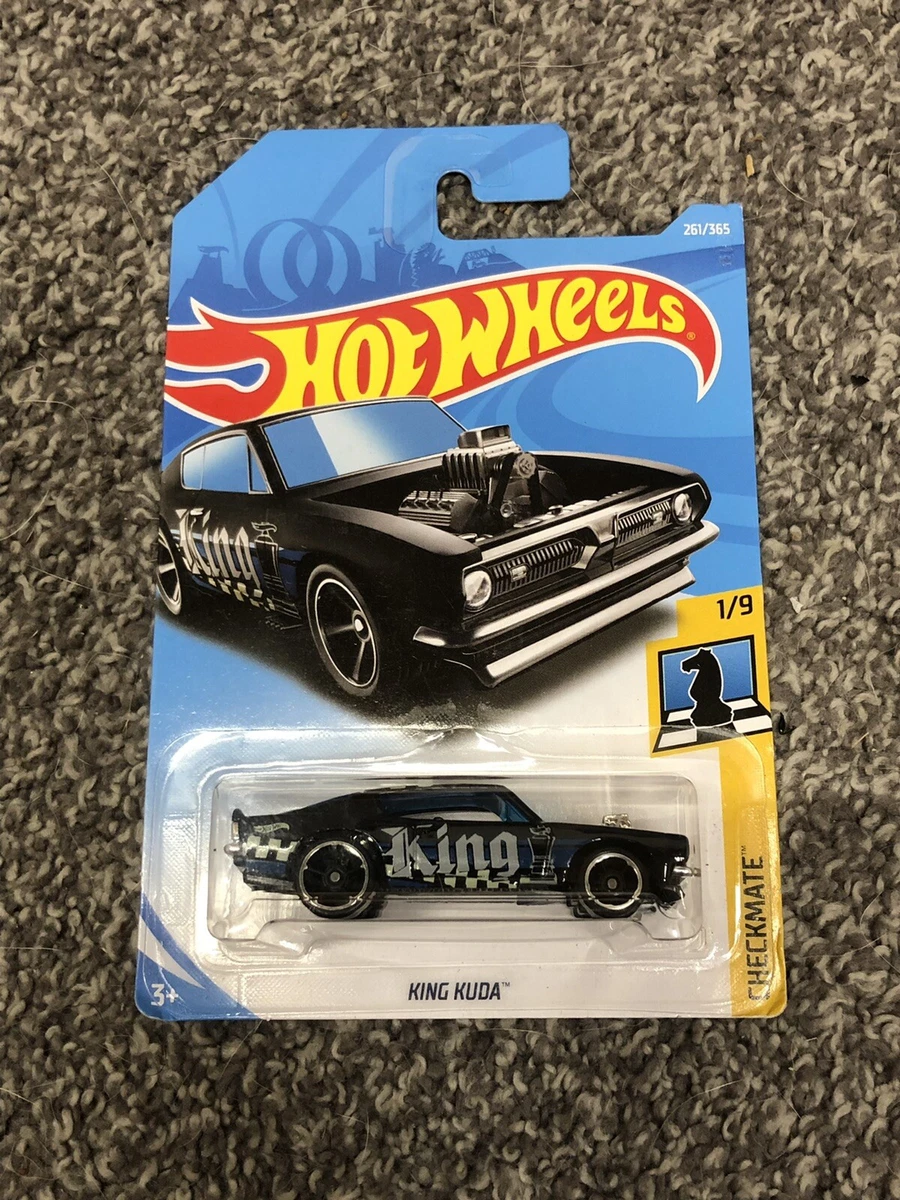 261/365
HOT WHEELS®
King
1/9
King
CHECKMATE™
3+
KING KUDA™